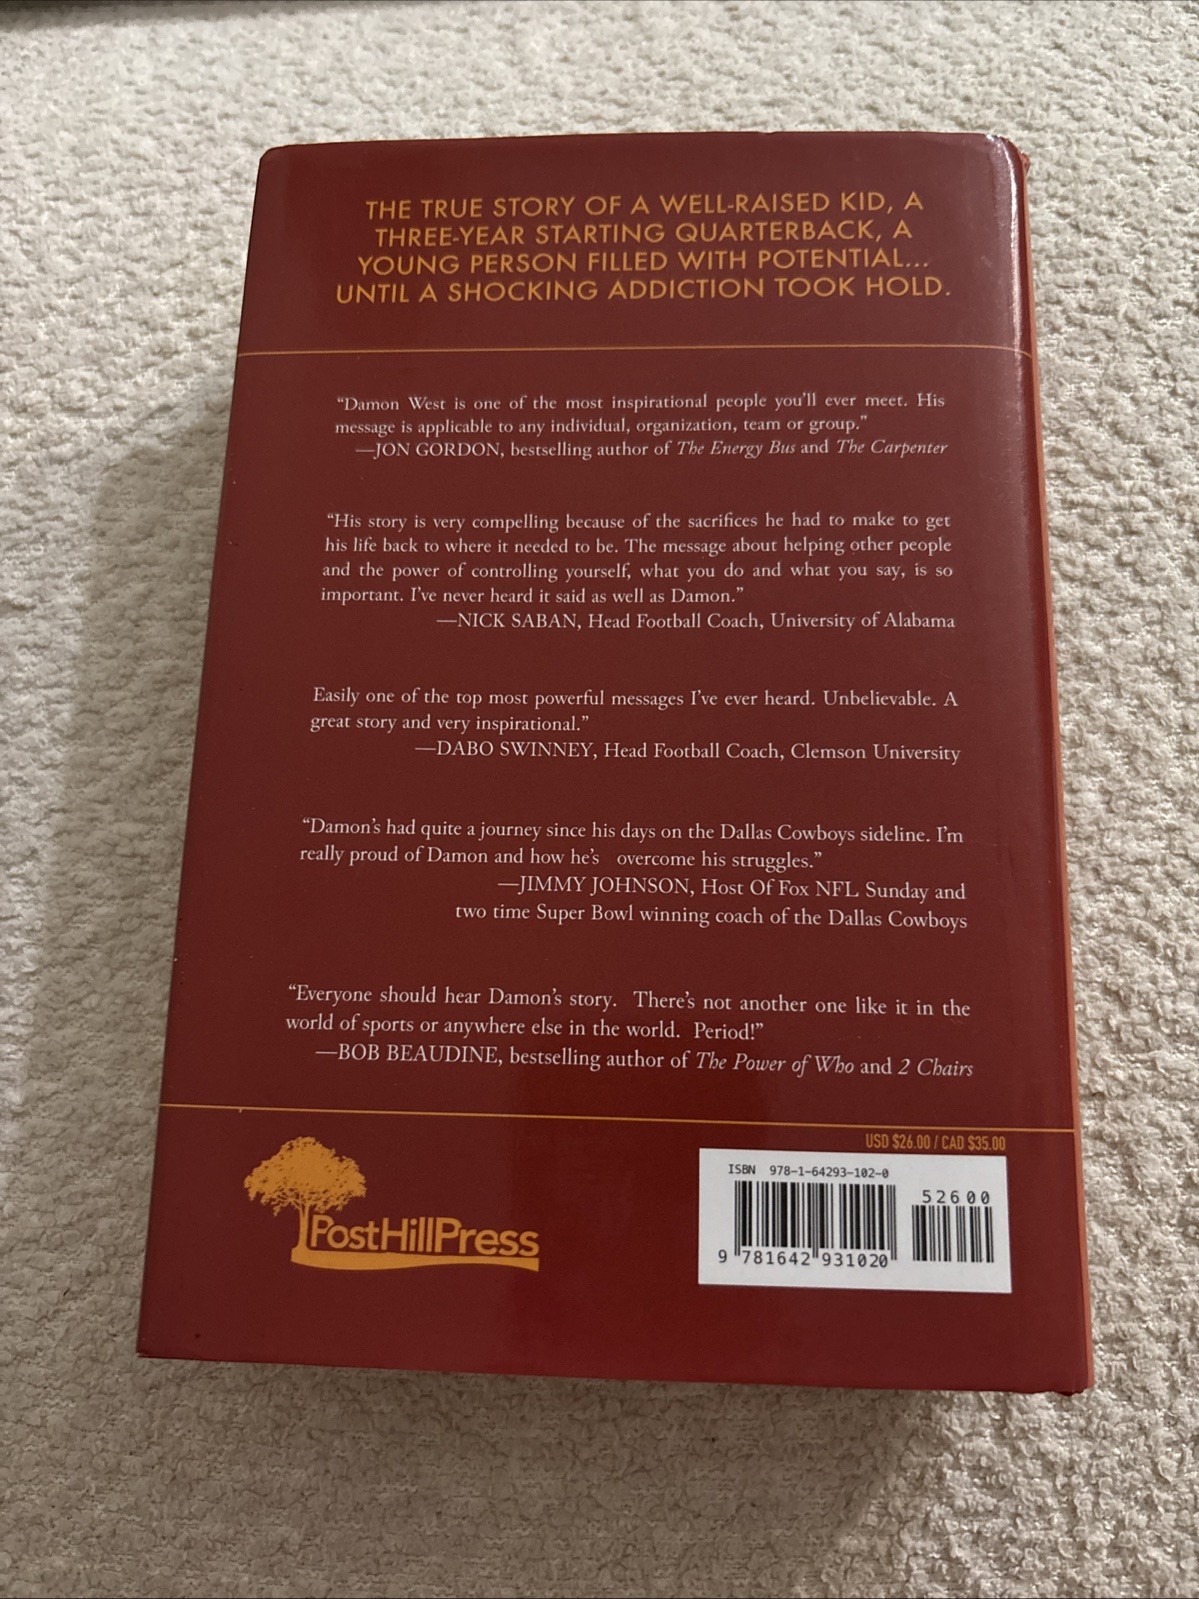 THE TRUE STORY OF A WELL-RAISED KID, A
THREE-YEAR STARTING QUARTERBACK, A
YOUNG PERSON FILLED WITH POTENTIAL...
UNTIL A SHOCKING ADDICTION TOOK HOLD.
“Damon West is one of the most inspirational people you’ll ever meet. His
message is applicable to any individual, organization, team or group.”
—JON GORDON, bestselling author of The Energy Bus and The Carpenter
“His story is very compelling because of the sacrifices he had to make to get
his life back to where it needed to be. The message about helping other people
and the power of controlling yourself, what you do and what you say, is so
important. I’ve never heard it said as well as Damon.”
—NICK SABAN, Head Football Coach, University of Alabama
Easily one of the top most powerful messages I’ve ever heard. Unbelievable. A
great story and very inspirational.”
—DABO SWINNEY, Head Football Coach, Clemson University
“Damon’s had quite a journey since his days on the Dallas Cowboys sideline. I’m
really proud of Damon and how he’s overcome his struggles.”
—JIMMY JOHNSON, Host Of Fox NFL Sunday and
two time Super Bowl winning coach of the Dallas Cowboys
“Everyone should hear Damon’s story. There’s not another one like it in the
world of sports or anywhere else in the world. Period!”
—BOB BEAUDINE, bestselling author of The Power of Who and 2 Chairs
USD $26.00 / CAD $35.00
ISBN 978-1-64293-102-0
52600
9 781642 931020
PostHillPress